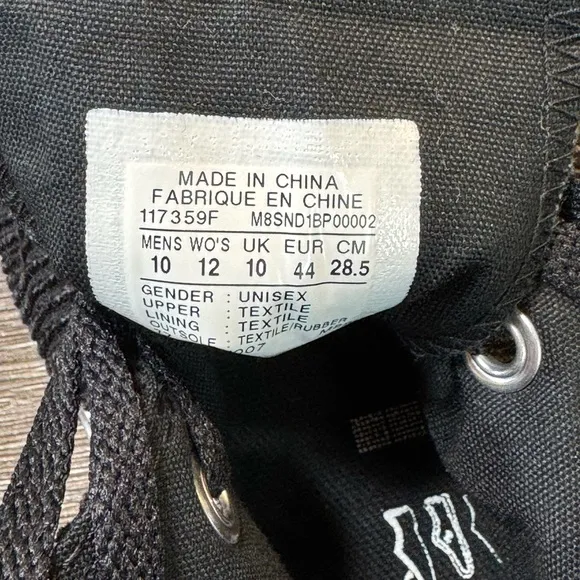 MADE IN CHINA
FABRIQUE EN CHINE
117359F M8SND1BP00002
MENS WO'S UK EUR CM
10 12 10 44 28.5
GENDER : UNISEX
UPPER : TEXTILE
LINING : TEXTILE
OUTSOLE : TEXTILE/RUBBER